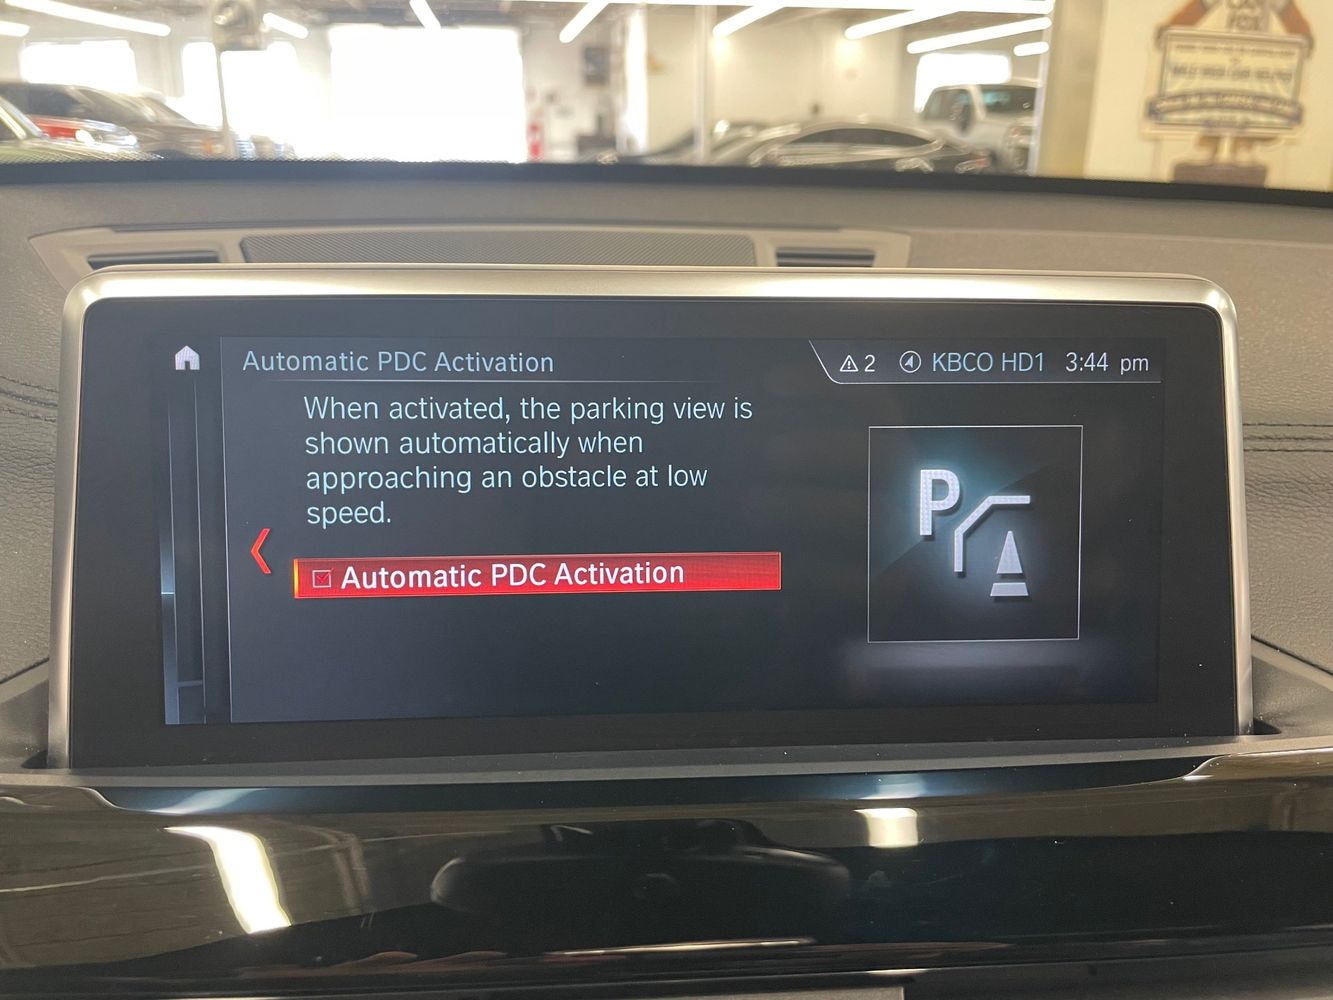 Automatic PDC Activation
2 KBCO HD1 3:44 pm
When activated, the parking view is
shown automatically when
approaching an obstacle at low
speed.
Automatic PDC Activation
P